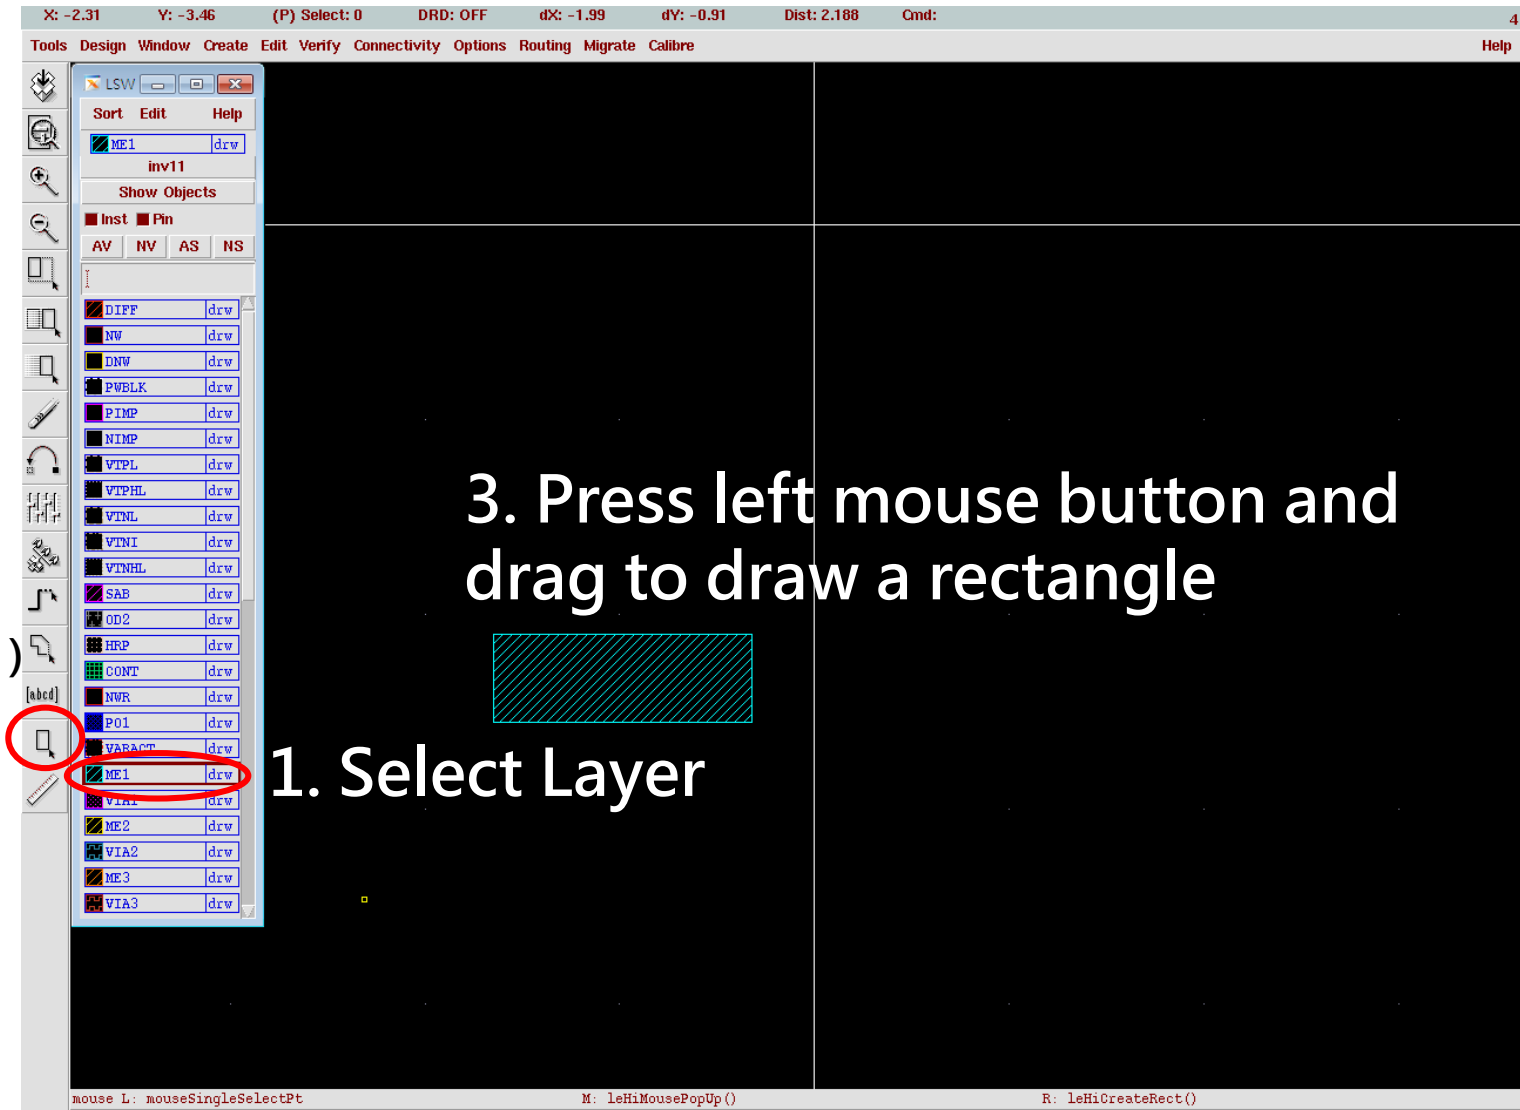 X: -2.31 Y: -3.46 (P) Select: 0 DRD: OFF dX: -1.99 dY: -0.91 Dist: 2.188 Cmd: 4
Tools Design Window Create Edit Verify Connectivity Options Routing Migrate Calibre Help
LSW
Sort Edit Help
ME1 drw
inv11
Show Objects
Inst Pin
AV NV AS NS
DIFF drw
NW drw
DNW drw
PWBLK drw
PIMP drw
NIMP drw
VTPL drw
VTPHL drw
VTNL drw
VTNI drw
VTNHL drw
SAB drw
OD2 drw
HRP drw
CONT drw
NWR drw
PO1 drw
VARACT drw
ME1 drw
VIA1 drw
ME2 drw
VIA2 drw
ME3 drw
VIA3 drw
)
[abcd]
3. Press left mouse button and
drag to draw a rectangle
1. Select Layer
mouse L: mouseSingleSelectPt M: leHiMousePopUp() R: leHiCreateRect()